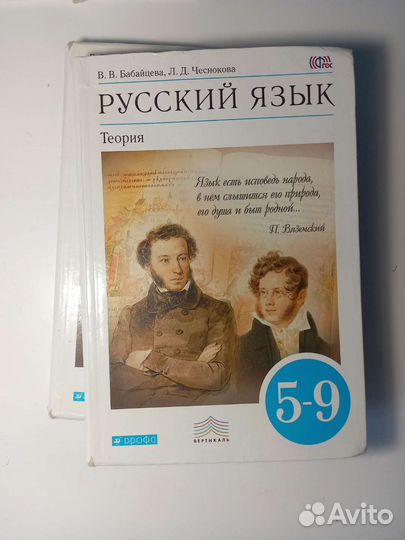 ФГОС
В. В. Бабайцева, Л. Д. Чеснокова
РУССКИЙ ЯЗЫК
Теория
Язык есть исповедь народа,
в нём слышится его природа,
его душа и быт родной...
П. Вяземский
5-9
дрофа
ВЕРТИКАЛЬ
Avito